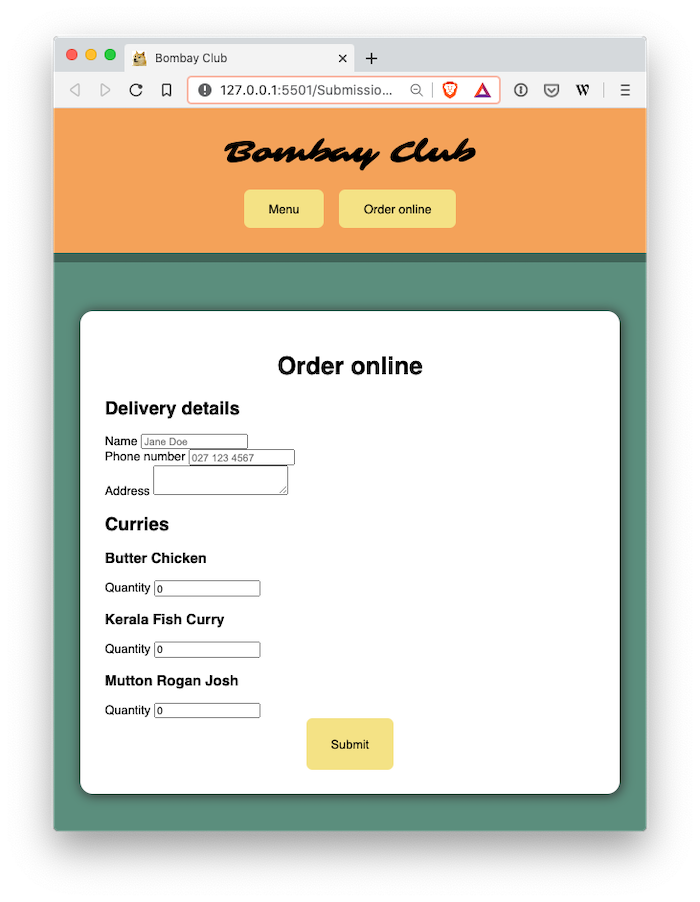 Bombay Club
127.0.0.1:5501/Submissio...
W
Bombay Club
Menu
Order online
Order online
Delivery details
Name Jane Doe
Phone number 027 123 4567
Address
Curries
Butter Chicken
Quantity 0
Kerala Fish Curry
Quantity 0
Mutton Rogan Josh
Quantity 0
Submit